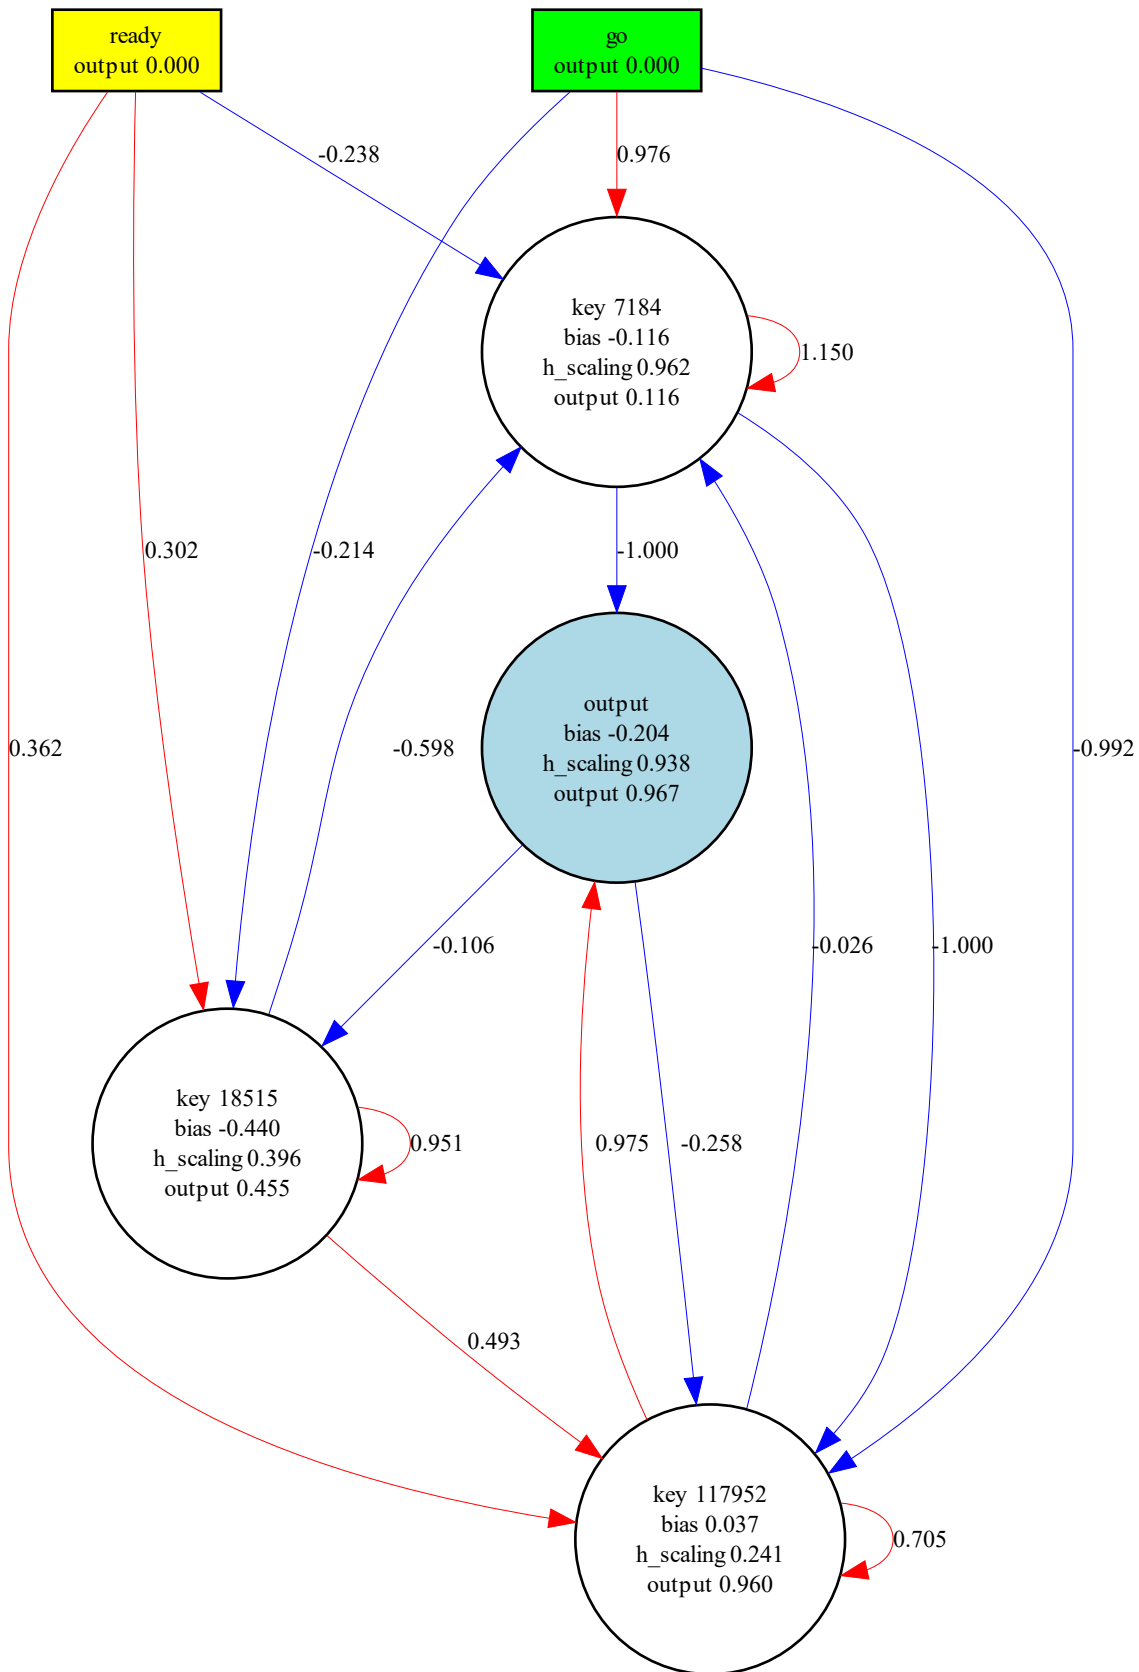 ready
output 0.000
go
output 0.000
-0.238
0.976
key 7184
bias -0.116
h_scaling 0.962
output 0.116
1.150
0.302
-0.214
-1.000
output
bias -0.204
h_scaling 0.938
output 0.967
0.362
-0.598
-0.992
-0.106
-0.026
-1.000
key 18515
bias -0.440
h_scaling 0.396
output 0.455
0.951
0.975
-0.258
0.493
key 117952
bias 0.037
h_scaling 0.241
output 0.960
0.705